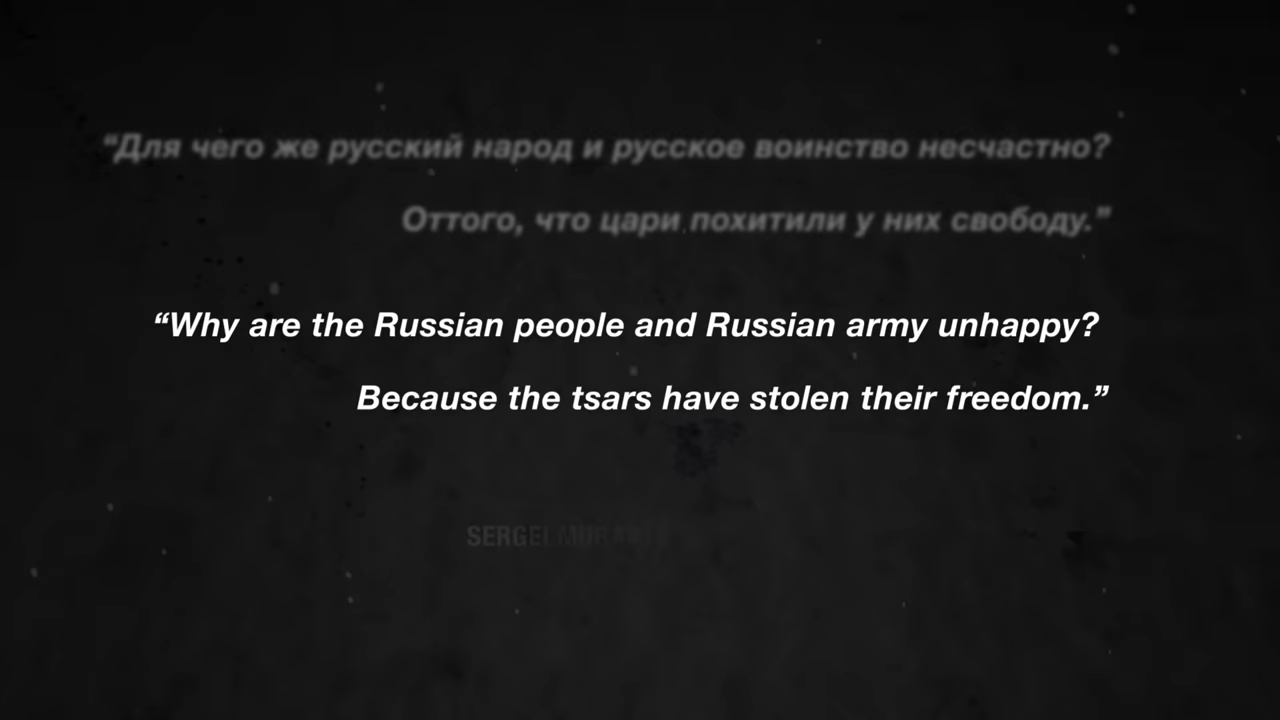 “Для чего же русский народ и русское воинство несчастно?
Оттого, что цари похитили у них свободу.”
“Why are the Russian people and Russian army unhappy?
Because the tsars have stolen their freedom.”
SERGEI